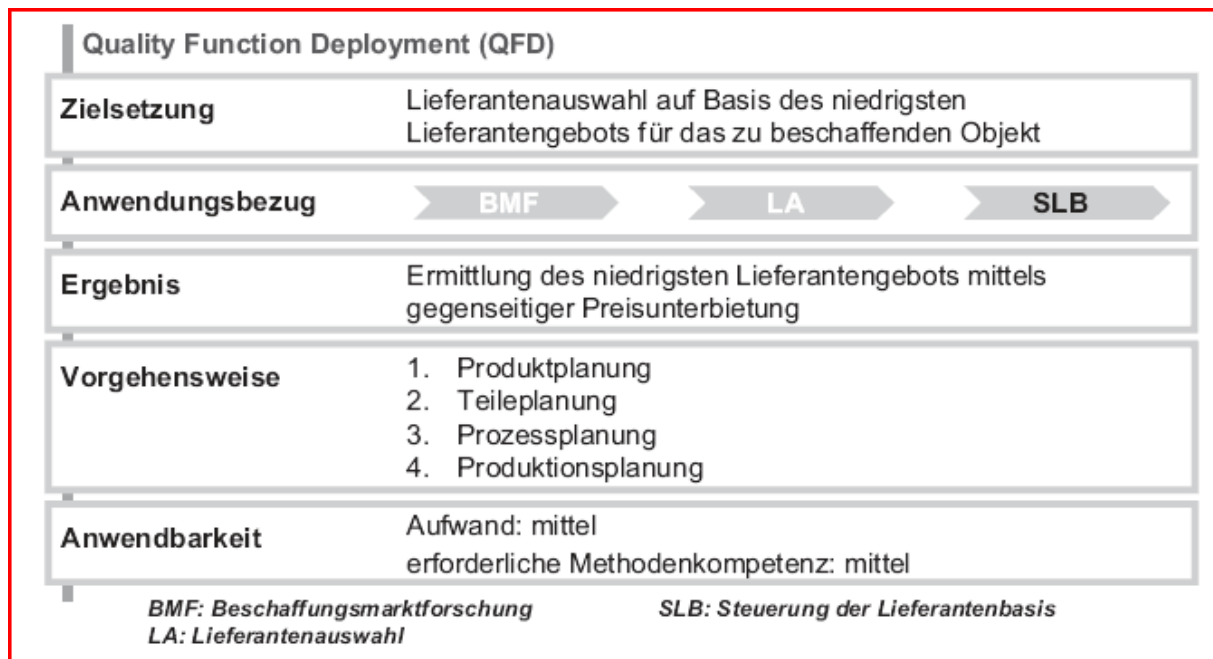 Quality Function Deployment (QFD)
Zielsetzung
Lieferantenauswahl auf Basis des niedrigsten
Lieferantengebots für das zu beschaffenden Objekt
Anwendungsbezug
BMF
LA
SLB
Ergebnis
Ermittlung des niedrigsten Lieferantengebots mittels
gegenseitiger Preisunterbietung
Vorgehensweise
1. Produktplanung
2. Teileplanung
3. Prozessplanung
4. Produktionsplanung
Anwendbarkeit
Aufwand: mittel
erforderliche Methodenkompetenz: mittel
BMF: Beschaffungsmarktforschung
SLB: Steuerung der Lieferantenbasis
LA: Lieferantenauswahl